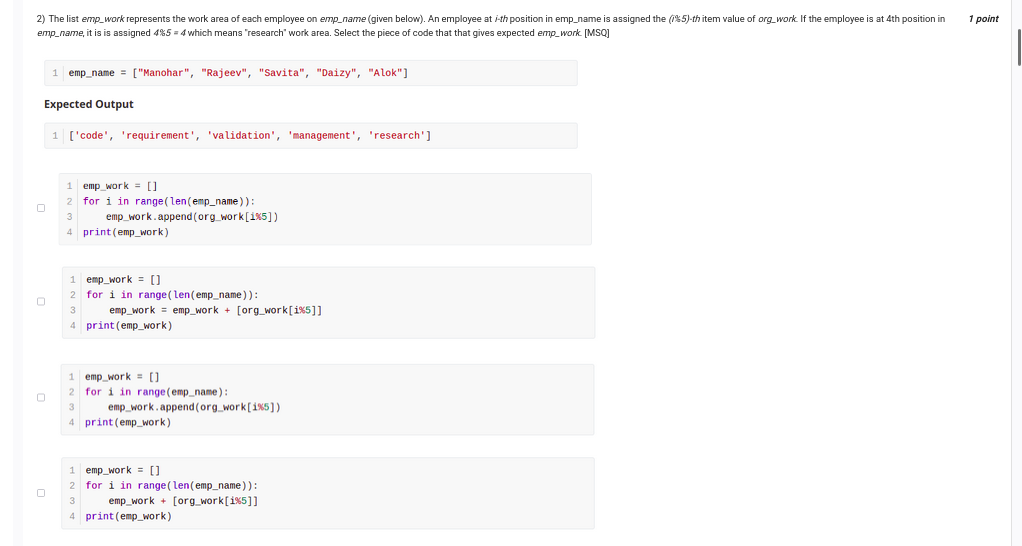 2) The list emp_work represents the work area of each employee on emp_name (given below). An employee at i-th position in emp_name is assigned the (i%5)-th item value of org_work. If the employee is at 4th position in 1 point
emp_name, it is is assigned 4%5 = 4 which means "research" work area. Select the piece of code that that gives expected emp_work. [MSQ]
1 emp_name = ["Manohar", "Rajeev", "Savita", "Daizy", "Alok"]
Expected Output
1 ['code', 'requirement', 'validation', 'management', 'research']
1 emp_work = []
2 for i in range(len(emp_name)):
3 emp_work.append(org_work[i%5])
4 print(emp_work)
1 emp_work = []
2 for i in range(len(emp_name)):
3 emp_work = emp_work + [org_work[i%5]]
4 print(emp_work)
1 emp_work = []
2 for i in range(emp_name):
3 emp_work.append(org_work[i%5])
4 print(emp_work)
1 emp_work = []
2 for i in range(len(emp_name)):
3 emp_work + [org_work[i%5]]
4 print(emp_work)